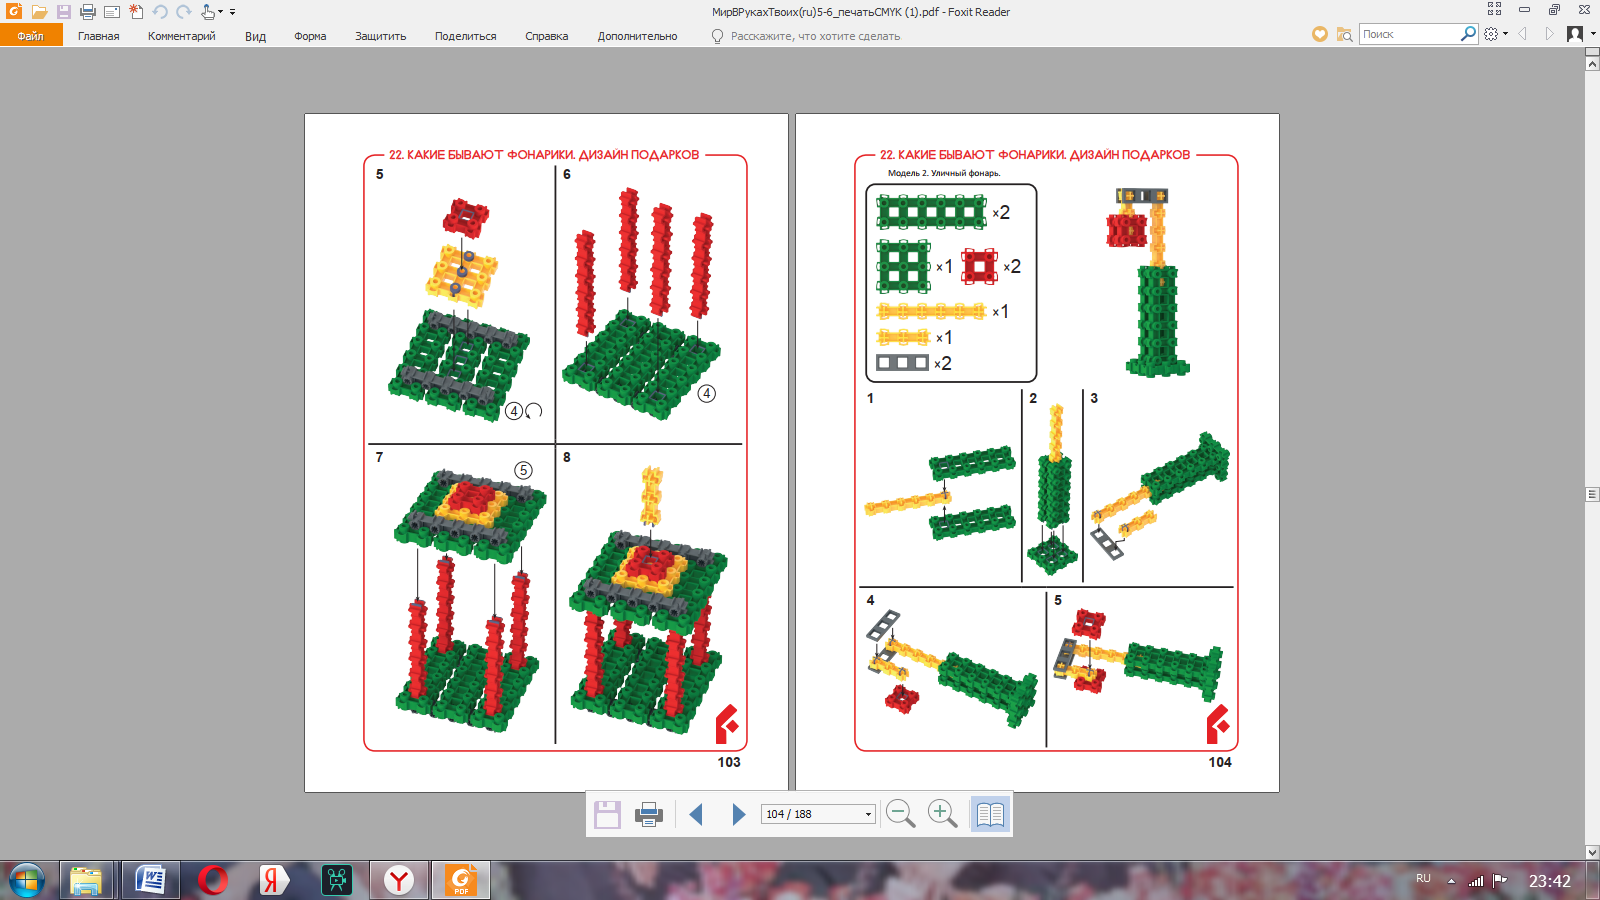 МирВРукахТвоих(ru)5-6_печатьCMYK (1).pdf - Foxit Reader
Файл Главная Комментарий Вид Форма Защитить Поделиться Справка Дополнительно Расскажите, что хотите сделать Поиск
22. КАКИЕ БЫВАЮТ ФОНАРИКИ. ДИЗАЙН ПОДАРКОВ
5
6
4
4
7
5
8
103
22. КАКИЕ БЫВАЮТ ФОНАРИКИ. ДИЗАЙН ПОДАРКОВ
Модель 2. Уличный фонарь.
×2
×1 ×2
×1
×1
×2
1
2
3
4
5
104
104 / 188
W Я Y PDF RU 23:42